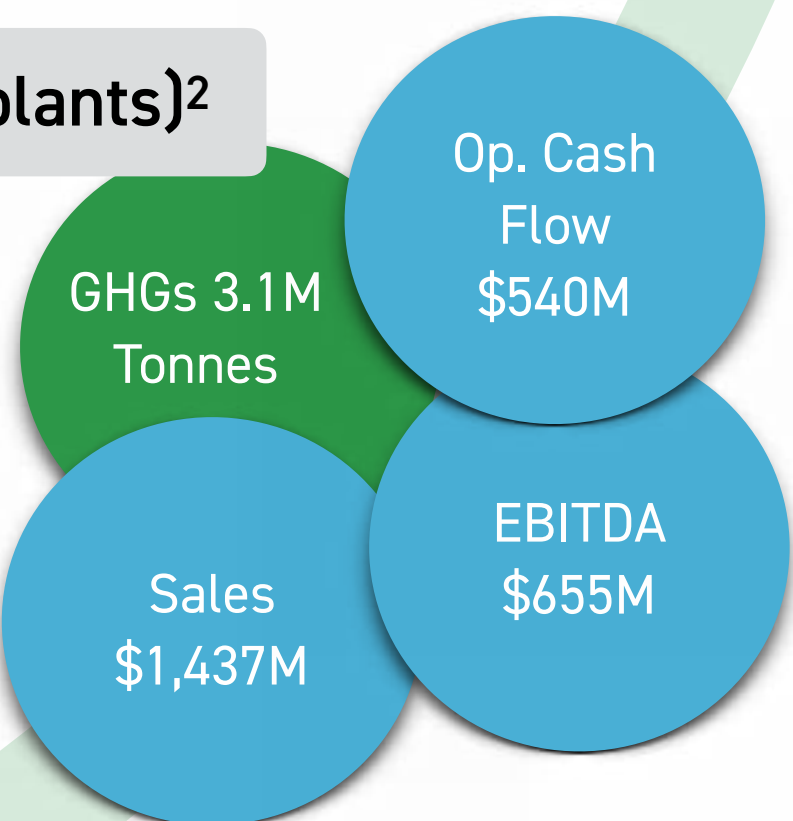 plants)²
Op. Cash
Flow
$540M
GHGs 3.1M
Tonnes
EBITDA
$655M
Sales
$1,437M